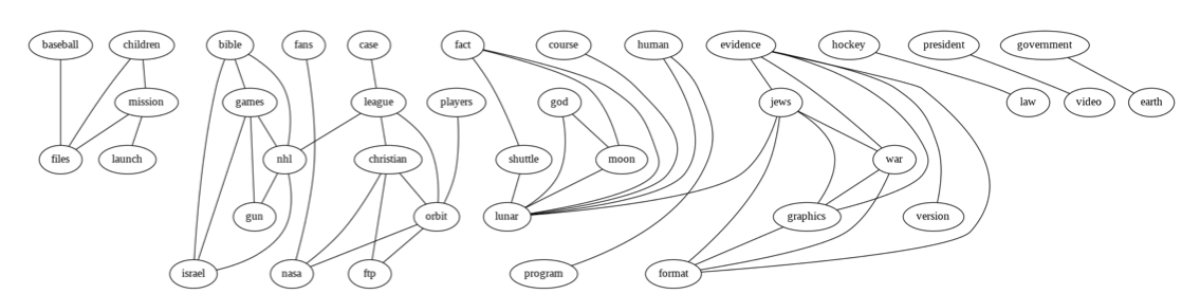 baseball children bible fans case fact course human evidence hockey president government
mission games league players god jews law video earth
files launch nhl christian shuttle moon war
gun orbit lunar graphics version
israel nasa ftp program format